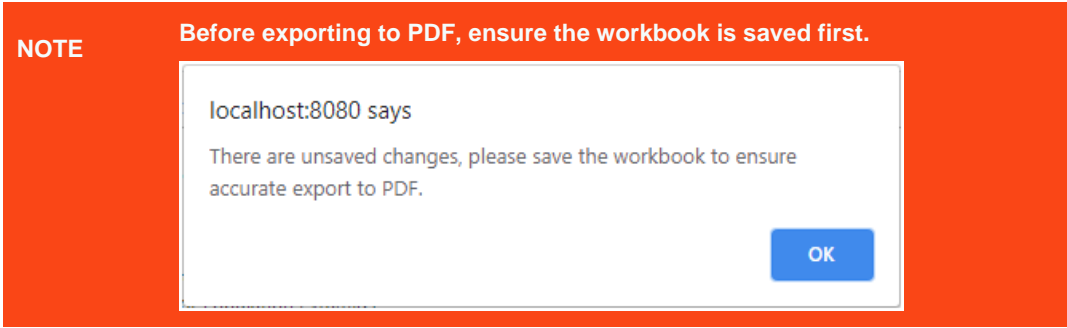 NOTE
Before exporting to PDF, ensure the workbook is saved first.
localhost:8080 says
There are unsaved changes, please save the workbook to ensure
accurate export to PDF.
OK